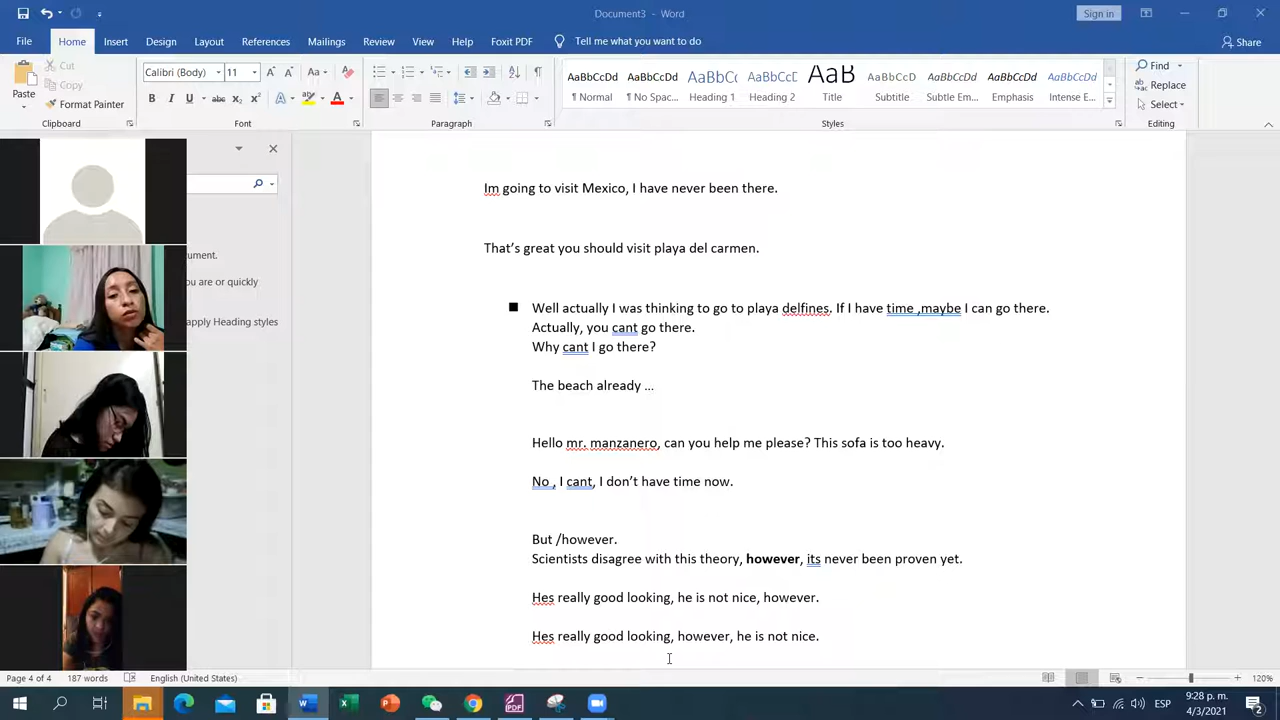 Document3 - Word
Sign in
File Home Insert Design Layout References Mailings Review View Help Foxit PDF Tell me what you want to do Share
Cut
Copy
Format Painter
Paste
Calibri (Body) 11
Find
Replace
Select
AaBbCcDd AaBbCcDd AaBbC( AaBbCcE AaB AaBbCcD AaBbCcDd AaBbCcDd AaBbCcDd
¶ Normal ¶ No Spac... Heading 1 Heading 2 Title Subtitle Subtle Em... Emphasis Intense E...
Clipboard Font Paragraph Styles Editing
cument.
you are or quickly
apply Heading styles
Im going to visit Mexico, I have never been there.
That's great you should visit playa del carmen.
■ Well actually I was thinking to go to playa delfines. If I have time ,maybe I can go there.
Actually, you cant go there.
Why cant I go there?
The beach already ...
Hello mr. manzanero, can you help me please? This sofa is too heavy.
No , I cant, I don't have time now.
But /however.
Scientists disagree with this theory, however, its never been proven yet.
Hes really good looking, he is not nice, however.
Hes really good looking, however, he is not nice.
Page 4 of 4 187 words English (United States) 120%
ESP
9:28 p. m.
4/3/2021
2